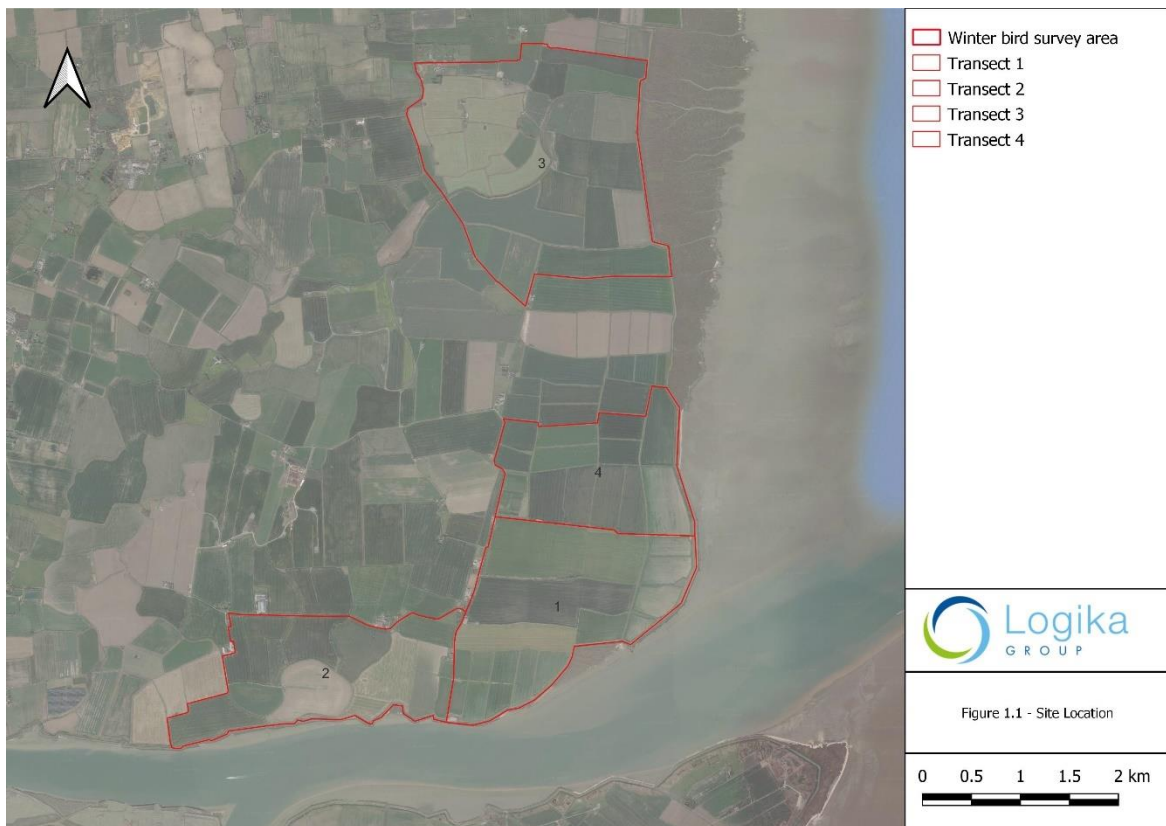 3
4
1
2
Winter bird survey area
Transect 1
Transect 2
Transect 3
Transect 4
Logika
GROUP
Figure 1.1 - Site Location
0 0.5 1 1.5 2 km